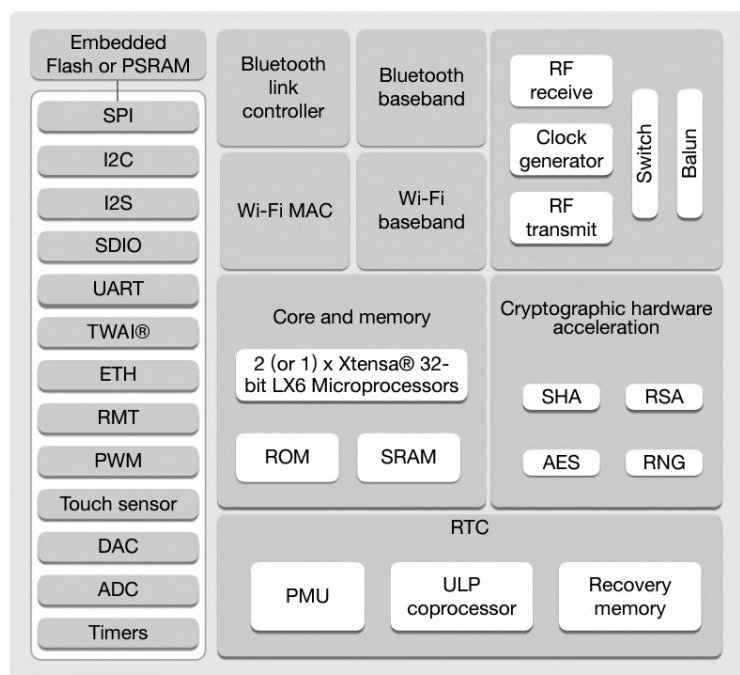 Embedded
Flash or PSRAM
SPI
I2C
I2S
SDIO
UART
TWAI®
ETH
RMT
PWM
Touch sensor
DAC
ADC
Timers
Bluetooth
link
controller
Bluetooth
baseband
Wi-Fi MAC
Wi-Fi
baseband
RF
receive
Clock
generator
RF
transmit
Switch
Balun
Core and memory
2 (or 1) x Xtensa® 32-
bit LX6 Microprocessors
ROM
SRAM
Cryptographic hardware
acceleration
SHA
RSA
AES
RNG
RTC
PMU
ULP
coprocessor
Recovery
memory